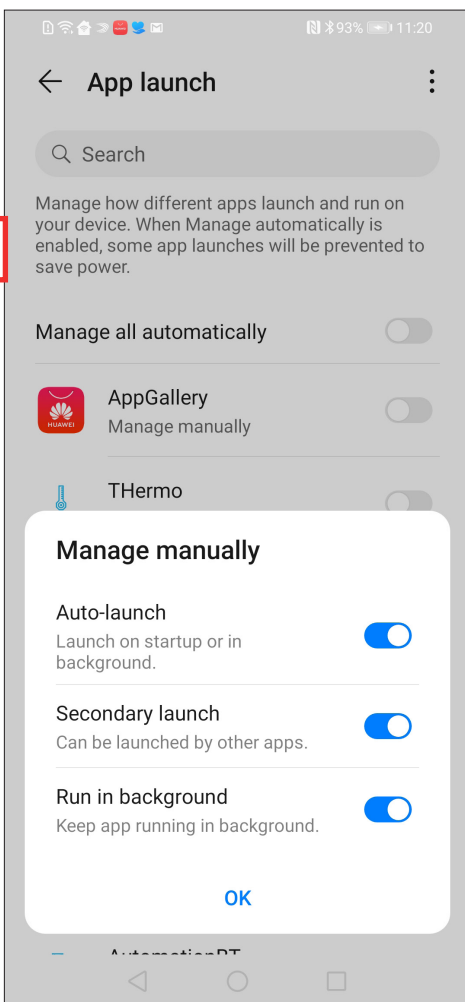 93% 11:20
App launch
Search
Manage how different apps launch and run on
your device. When Manage automatically is
enabled, some app launches will be prevented to
save power.
Manage all automatically
AppGallery
HUAWEI
Manage manually
THermo
Manage manually
Auto-launch
Launch on startup or in
background.
Secondary launch
Can be launched by other apps.
Run in background
Keep app running in background.
OK
AutomationBT